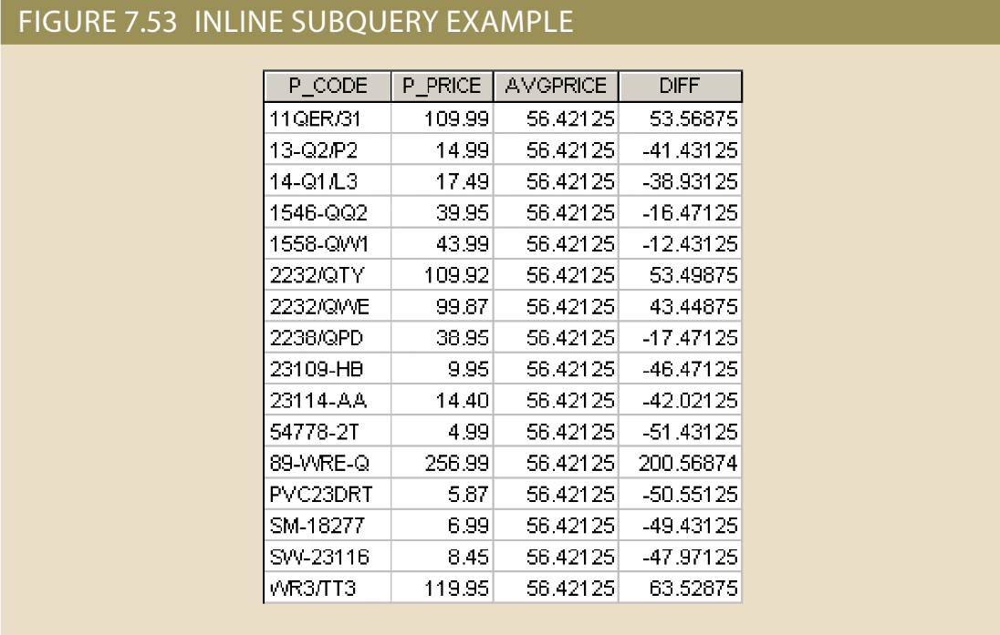 FIGURE 7.53 INLINE SUBQUERY EXAMPLE
P_CODE P_PRICE AVGPRICE DIFF
11QER/31 109.99 56.42125 53.56875
13-Q2/P2 14.99 56.42125 -41.43125
14-Q1/L3 17.49 56.42125 -38.93125
1546-QQ2 39.95 56.42125 -16.47125
1558-QW1 43.99 56.42125 -12.43125
2232/QTY 109.92 56.42125 53.49875
2232/QWE 99.87 56.42125 43.44875
2238/QPD 38.95 56.42125 -17.47125
23109-HB 9.95 56.42125 -46.47125
23114-AA 14.40 56.42125 -42.02125
54778-2T 4.99 56.42125 -51.43125
89-WRE-Q 256.99 56.42125 200.56874
PVC23DRT 5.87 56.42125 -50.55125
SM-18277 6.99 56.42125 -49.43125
SW-23116 8.45 56.42125 -47.97125
WR3/TT3 119.95 56.42125 63.52875